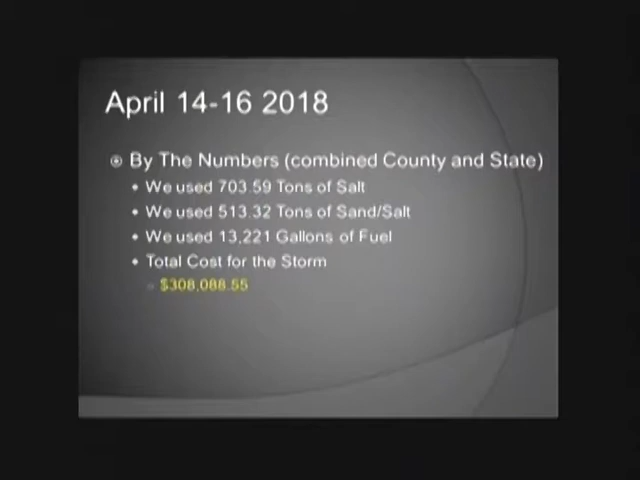 April 14-16 2018
By The Numbers (combined County and State)
We used 703.59 Tons of Salt
We used 513.32 Tons of Sand/Salt
We used 13,221 Gallons of Fuel
Total Cost for the Storm
$308,088.55